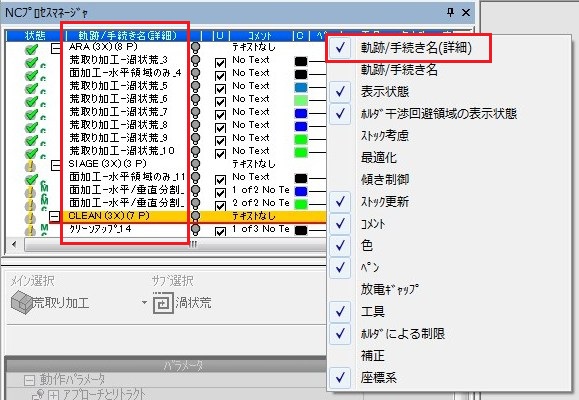 NCプロセスマネージャ
状態 軌跡/手続き名(詳細) U コメント C
ARA (3X) (8 P) テキストなし
荒取り加工-渦状荒_3 No Text
面加工-水平領域のみ_4 No Text
荒取り加工-渦状荒_5 No Text
荒取り加工-渦状荒_6 No Text
荒取り加工-渦状荒_7 No Text
荒取り加工-渦状荒_8 No Text
荒取り加工-渦状荒_9 No Text
荒取り加工-渦状荒_10 No Text
SIAGE (3X) (3 P) テキストなし
面加工-水平領域のみ_11 No Text
面加工-水平/垂直分割_ 1 of 2 No Te
面加工-水平/垂直分割_ 2 of 2 No Te
CLEAN (3X) (7 P) テキストなし
クリーンアップ_14 1 of 3 No Te
軌跡/手続き名(詳細)
軌跡/手続き名
表示状態
ホルダ干渉回避領域の表示状態
ストック考慮
最適化
傾き制御
ストック更新
コメント
色
ペン
放電ギャップ
工具
ホルダによる制限
補正
座標系
メイン選択 サブ選択
荒取り加工 渦状荒
パラメータ
動作パラメータ
アプローチとリトラクト